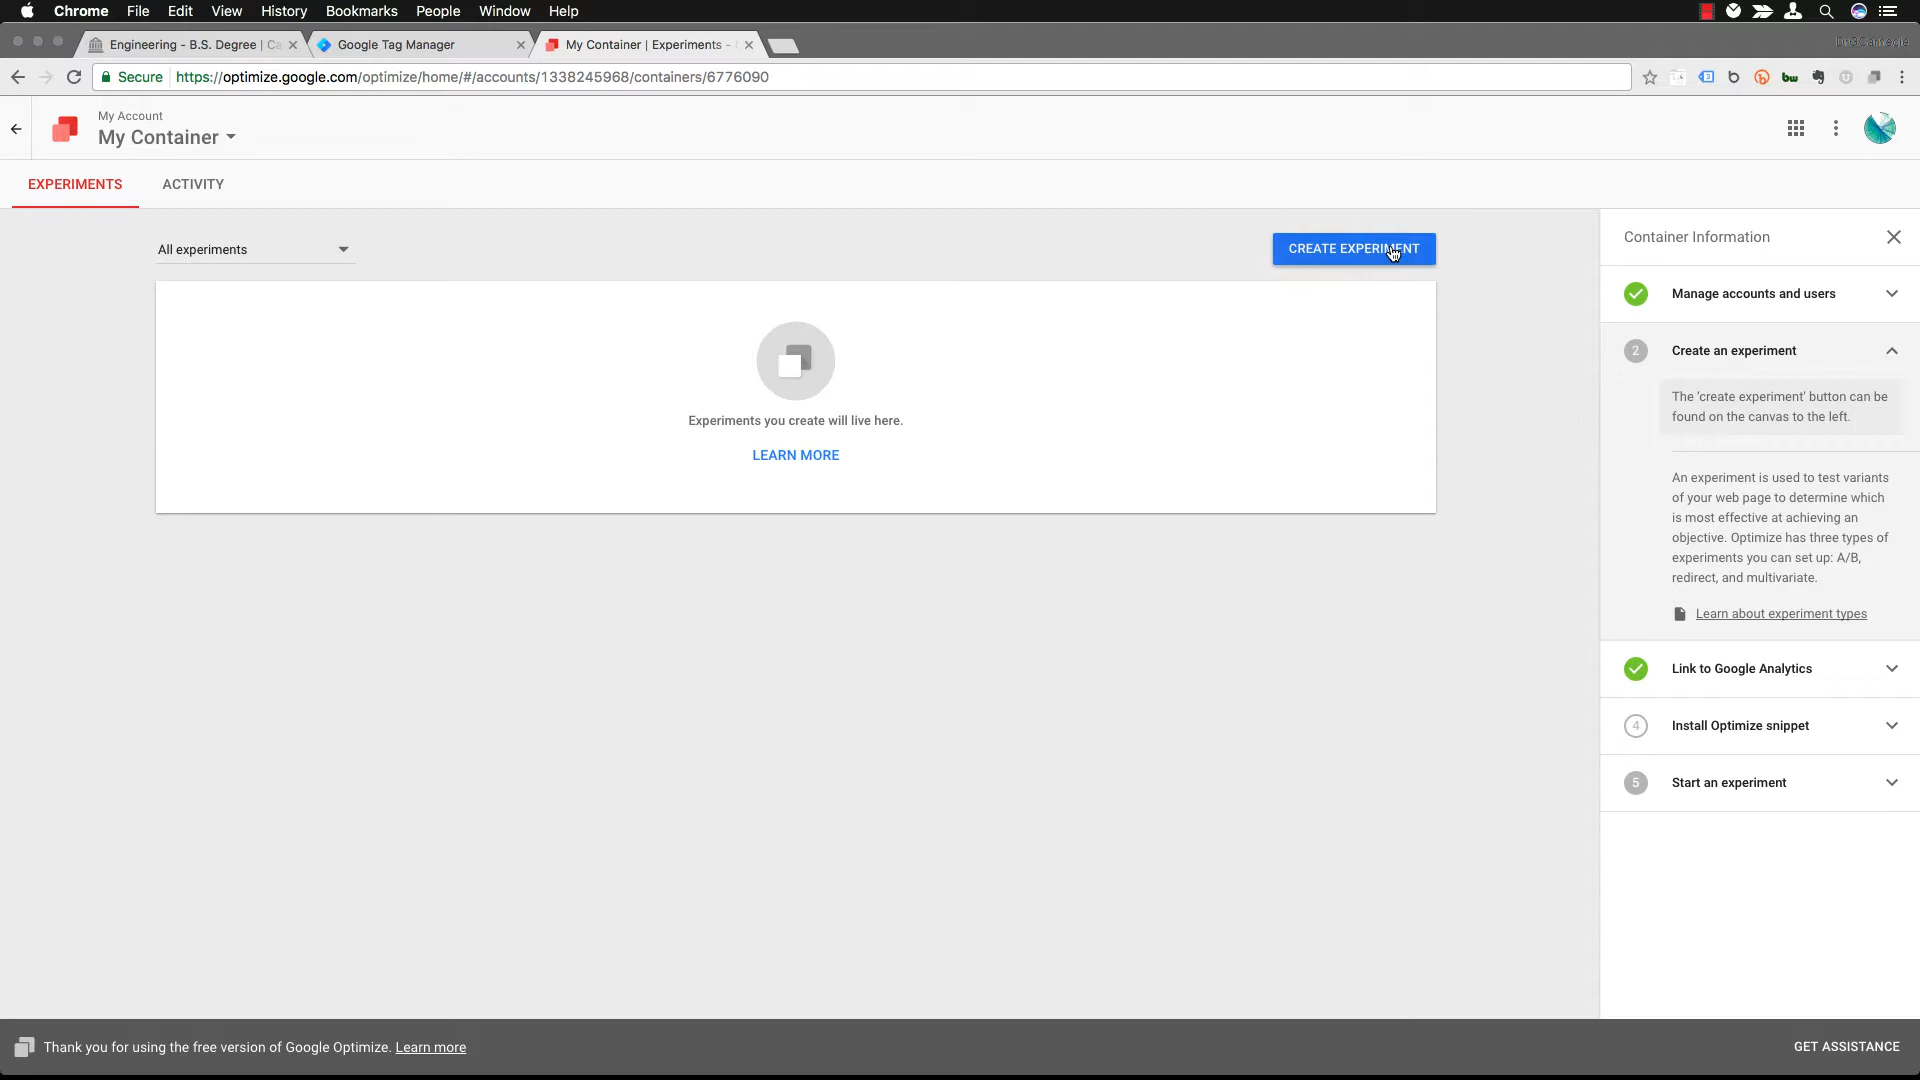 Chrome File Edit View History Bookmarks People Window Help
Engineering - B.S. Degree | Ca
Google Tag Manager
My Container | Experiments -
DrGCarnegie
Secure https://optimize.google.com/optimize/home/#/accounts/1338245968/containers/6776090
My Account
My Container
EXPERIMENTS ACTIVITY
All experiments
CREATE EXPERIMENT
Experiments you create will live here.
LEARN MORE
Container Information
Manage accounts and users
2 Create an experiment
The 'create experiment' button can be
found on the canvas to the left.
An experiment is used to test variants
of your web page to determine which
is most effective at achieving an
objective. Optimize has three types of
experiments you can set up: A/B,
redirect, and multivariate.
Learn about experiment types
Link to Google Analytics
4 Install Optimize snippet
5 Start an experiment
Thank you for using the free version of Google Optimize. Learn more
GET ASSISTANCE